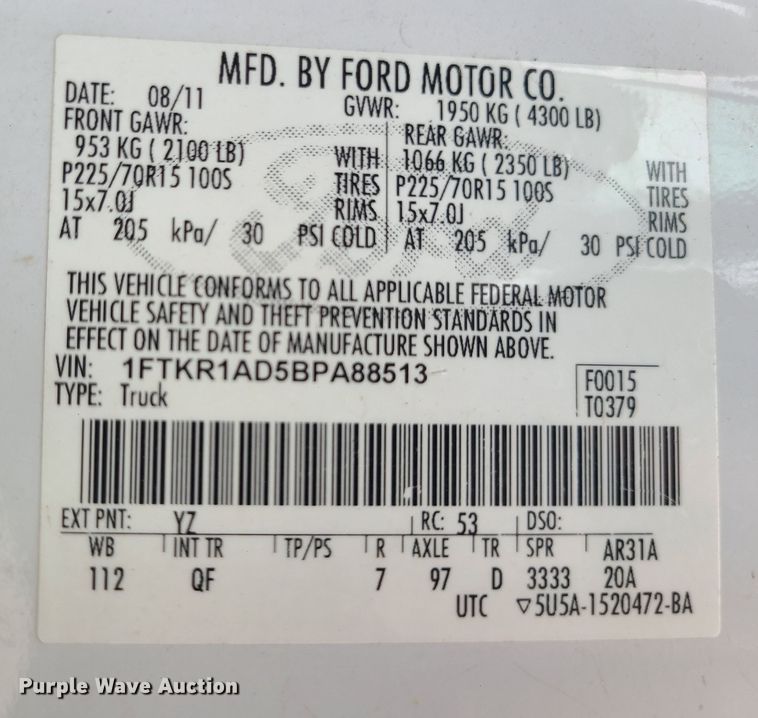 MFD. BY FORD MOTOR CO.
DATE: 08/11 GVWR: 1950 KG ( 4300 LB)
FRONT GAWR: REAR GAWR:
953 KG ( 2100 LB) WITH 1066 KG ( 2350 LB) WITH
P225/70R15 100S TIRES P225/70R15 100S TIRES
15x7.0J RIMS 15x7.0J RIMS
AT 205 kPa/ 30 PSI COLD AT 205 kPa/ 30 PSI COLD
THIS VEHICLE CONFORMS TO ALL APPLICABLE FEDERAL MOTOR
VEHICLE SAFETY AND THEFT PREVENTION STANDARDS IN
EFFECT ON THE DATE OF MANUFACTURE SHOWN ABOVE.
VIN: 1FTKR1AD5BPA88513 F0015
TYPE: Truck T0379
EXT PNT: YZ RC: 53 DSO:
WB INT TR TP/PS R AXLE TR SPR AR31A
112 QF 7 97 D 3333 20A
UTC ▽5U5A-1520472-BA
Ford
Purple Wave Auction